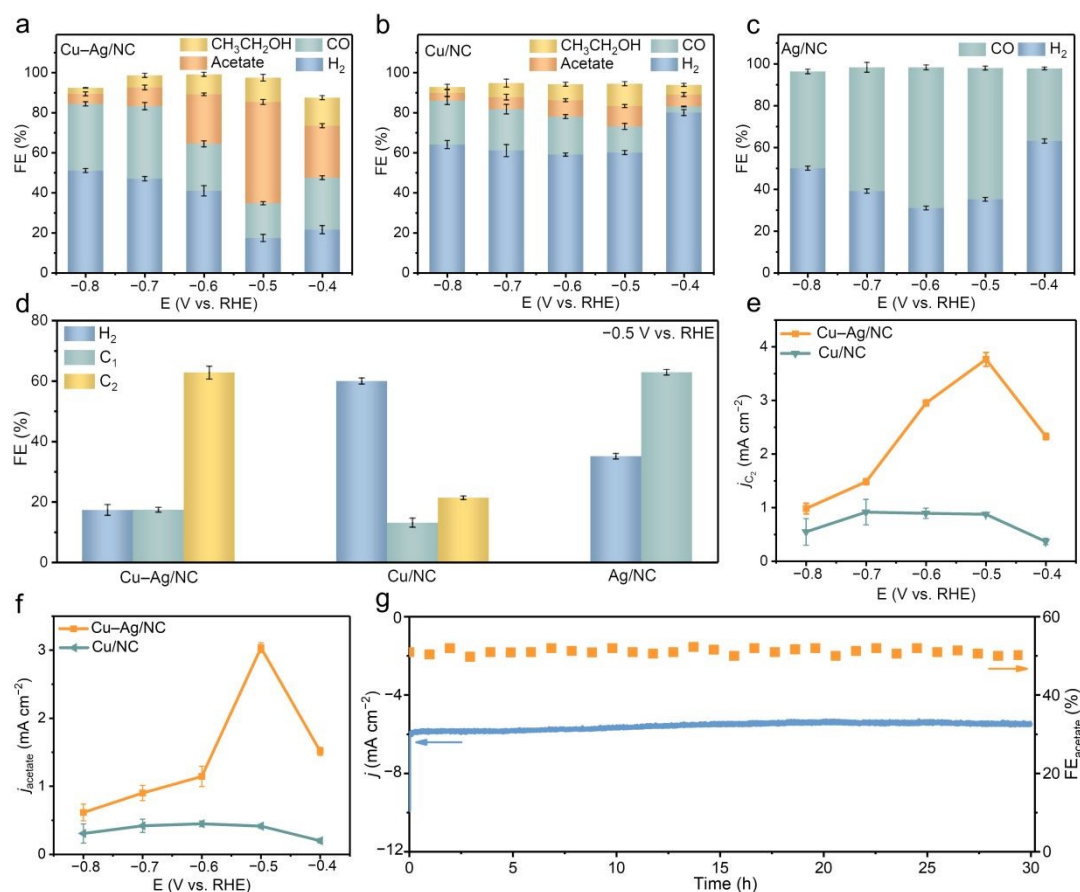 a
Cu–Ag/NC
CH₃CH₂OH
CO
Acetate
H₂
100
80
60
40
20
0
FE (%)
−0.8
−0.7
−0.6
−0.5
−0.4
E (V vs. RHE)
b
Cu/NC
CH₃CH₂OH
CO
Acetate
H₂
100
80
60
40
20
0
FE (%)
−0.8
−0.7
−0.6
−0.5
−0.4
E (V vs. RHE)
c
Ag/NC
CO
H₂
100
80
60
40
20
0
FE (%)
−0.8
−0.7
−0.6
−0.5
−0.4
E (V vs. RHE)
d
H₂
C₁
C₂
−0.5 V vs. RHE
80
60
40
20
0
FE (%)
Cu–Ag/NC
Cu/NC
Ag/NC
e
Cu–Ag/NC
Cu/NC
4
3
2
1
0
j_C₂ (mA cm⁻²)
−0.8
−0.7
−0.6
−0.5
−0.4
E (V vs. RHE)
f
Cu–Ag/NC
Cu/NC
3
2
1
0
j_acetate (mA cm⁻²)
−0.8
−0.7
−0.6
−0.5
−0.4
E (V vs. RHE)
g
0
−4
−8
−12
j (mA cm⁻²)
60
40
20
0
FE_acetate (%)
0
5
10
15
20
25
30
Time (h)